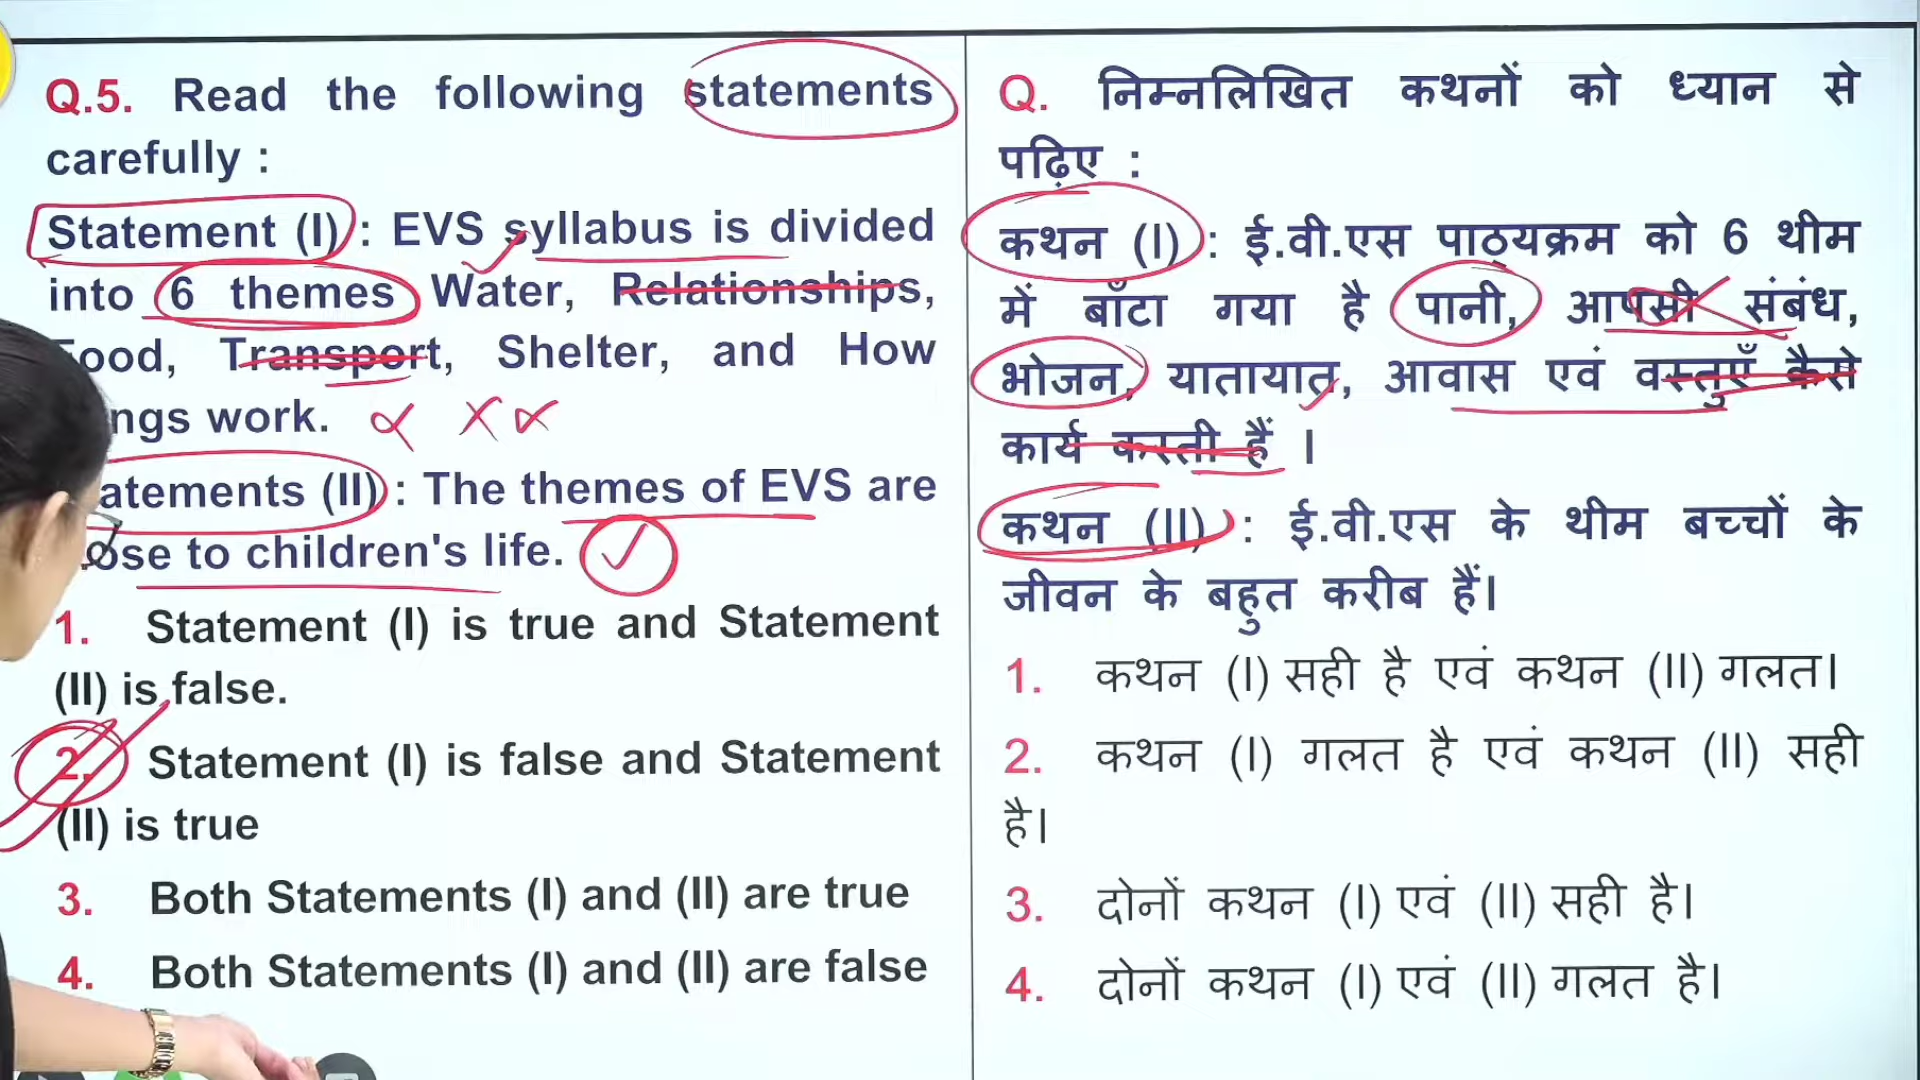 Q.5. Read the following statements
carefully :
Statement (I) : EVS syllabus is divided
into 6 themes Water, Relationships,
ood, Transport, Shelter, and How
ngs work.
atements (II) : The themes of EVS are
ose to children's life.
1. Statement (I) is true and Statement
(II) is false.
2. Statement (I) is false and Statement
(II) is true
3. Both Statements (I) and (II) are true
4. Both Statements (I) and (II) are false
Q. निम्नलिखित कथनों को ध्यान से
पढ़िए :
कथन (I) : ई.वी.एस पाठ्यक्रम को 6 थीम
में बाँटा गया है पानी, आपसी संबंध,
भोजन, यातायात, आवास एवं वस्तुएँ कैसे
कार्य करती हैं ।
कथन (II) : ई.वी.एस के थीम बच्चों के
जीवन के बहुत करीब हैं।
1. कथन (I) सही है एवं कथन (II) गलत।
2. कथन (I) गलत है एवं कथन (II) सही
है।
3. दोनों कथन (I) एवं (II) सही है।
4. दोनों कथन (I) एवं (II) गलत है।